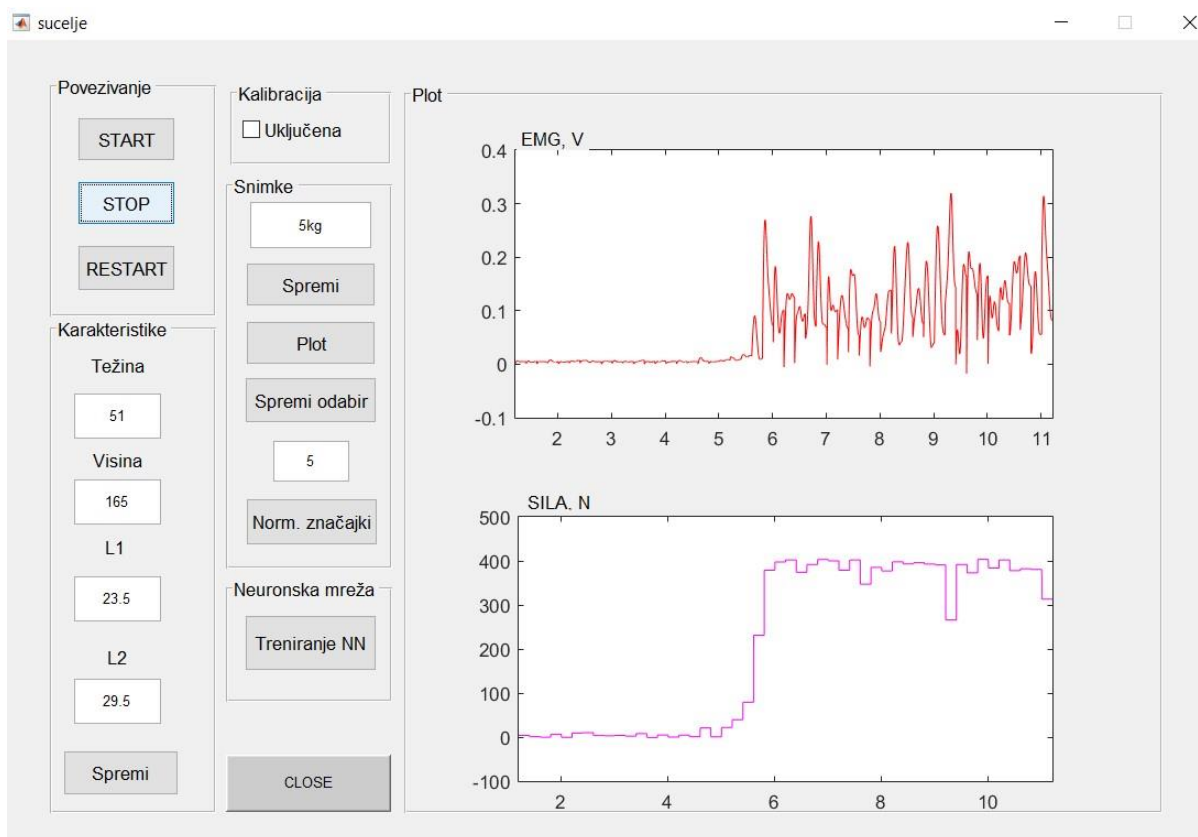 sucelje
Povezivanje
START
STOP
RESTART
Karakteristike
Težina
51
Visina
165
L1
23.5
L2
29.5
Spremi
Kalibracija
Uključena
Snimke
5kg
Spremi
Plot
Spremi odabir
5
Norm. značajki
Neuronska mreža
Treniranje NN
CLOSE
Plot
EMG, V
0.4
0.3
0.2
0.1
0
-0.1
2 3 4 5 6 7 8 9 10 11
SILA, N
500
400
300
200
100
0
-100
2 4 6 8 10